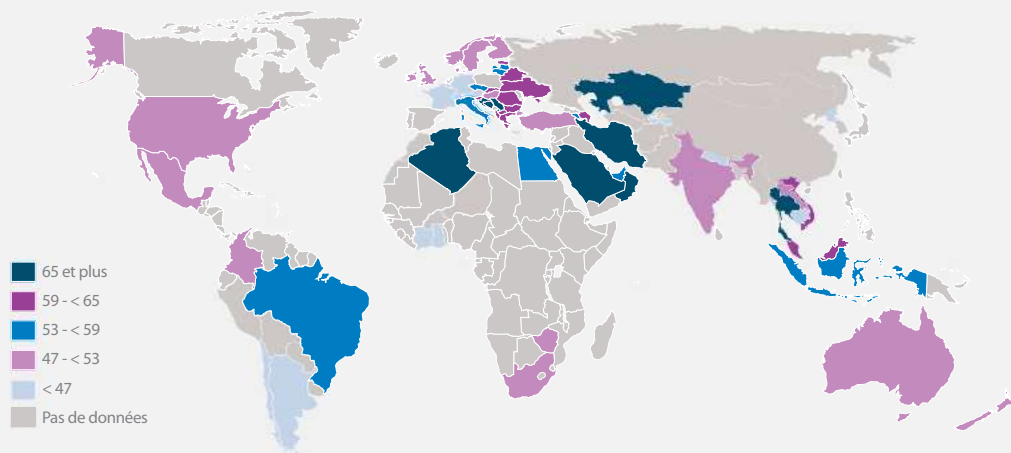 65 et plus
59 - < 65
53 - < 59
47 - < 53
< 47
Pas de données